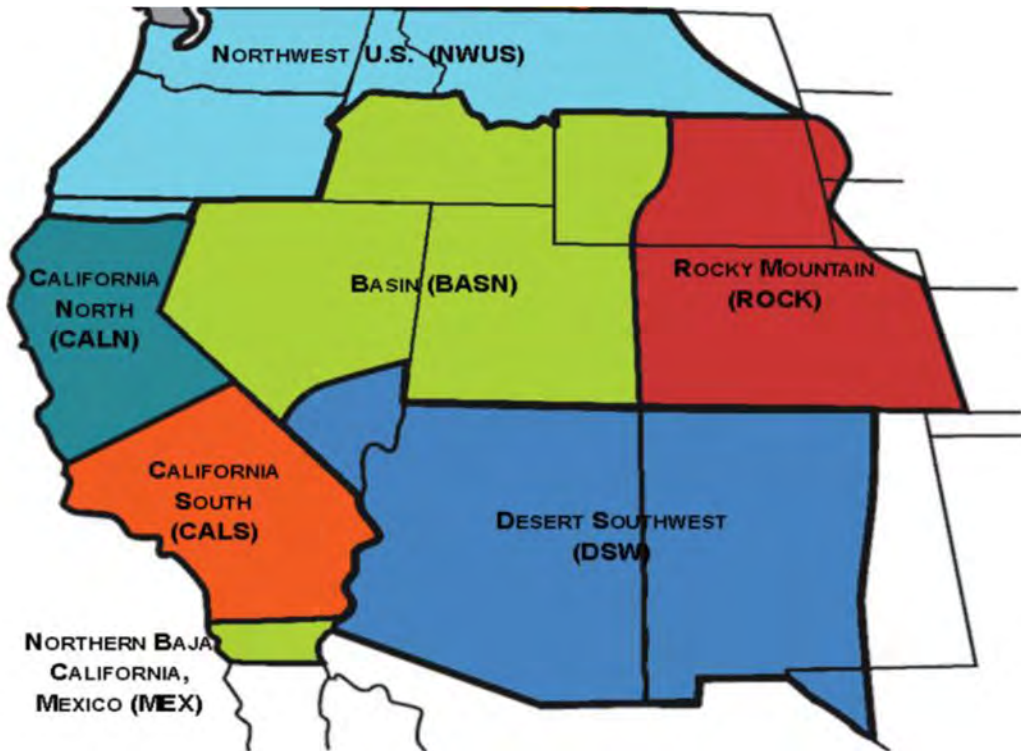 NORTHWEST U.S. (NWUS)
CALIFORNIA
NORTH
(CALN)
BASIN (BASN)
ROCKY MOUNTAIN
(ROCK)
CALIFORNIA
SOUTH
(CALS)
DESERT SOUTHWEST
(DSW)
NORTHERN BAJA
CALIFORNIA,
MEXICO (MEX)